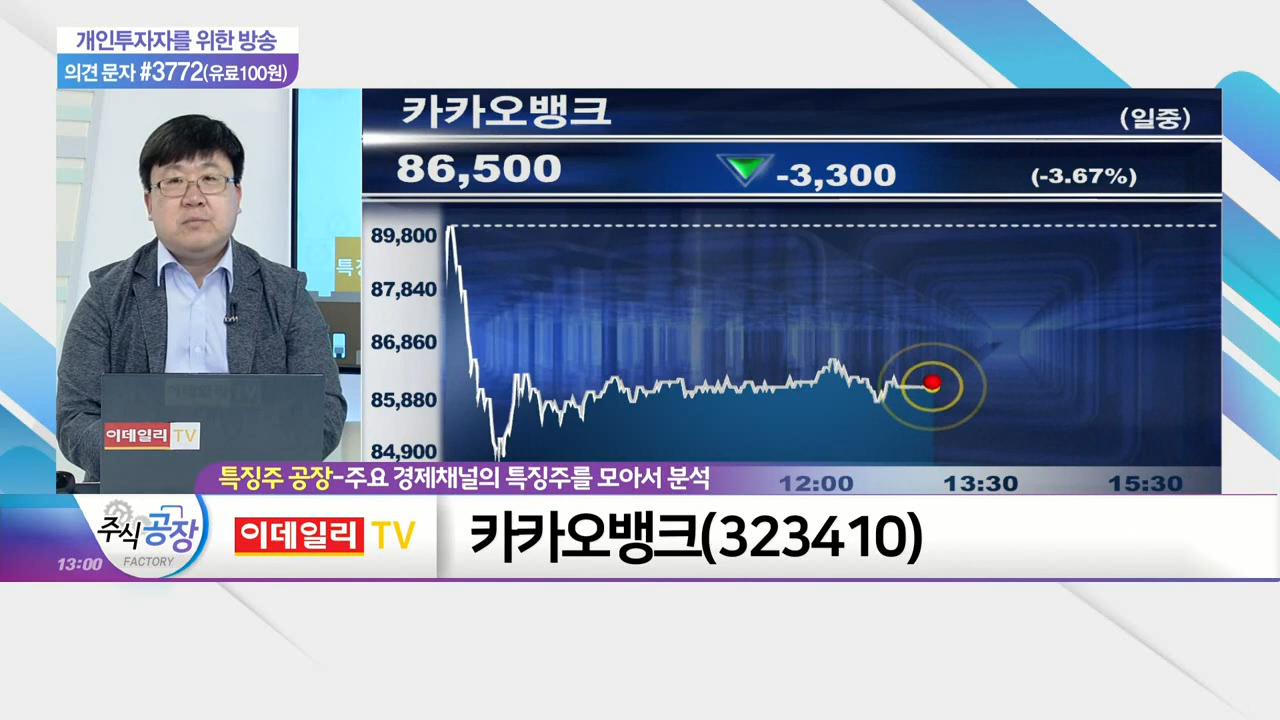 개인투자자를 위한 방송
의견 문자 #3772(유료100원)
카카오뱅크
(일중)
86,500
-3,300
(-3.67%)
89,800
87,840
86,860
85,880
84,900
특징
이데일리 TV
12:00
13:30
15:30
특징주 공장-주요 경제채널의 특징주를 모아서 분석
주식공장
FACTORY
13:00
이데일리 TV
카카오뱅크(323410)